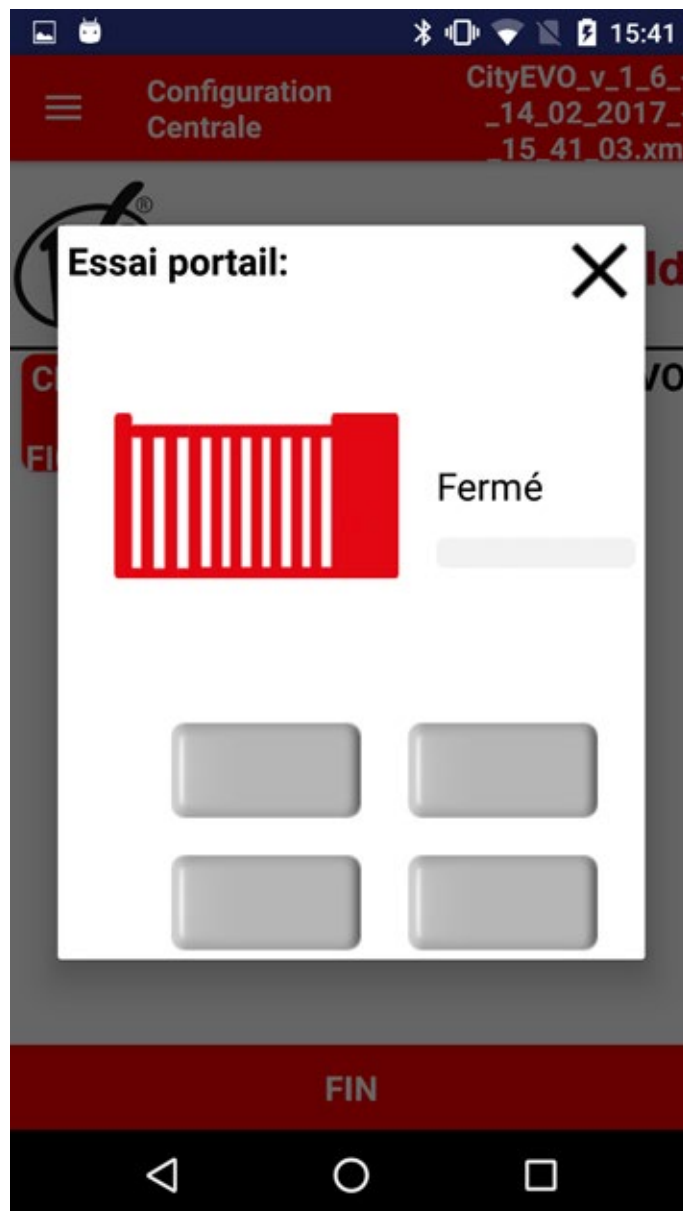 15:41
Configuration
Centrale
CityEVO_v_1_6_-
_14_02_2017_-
_15_41_03.xm
®
Essai portail:
Fermé
FIN